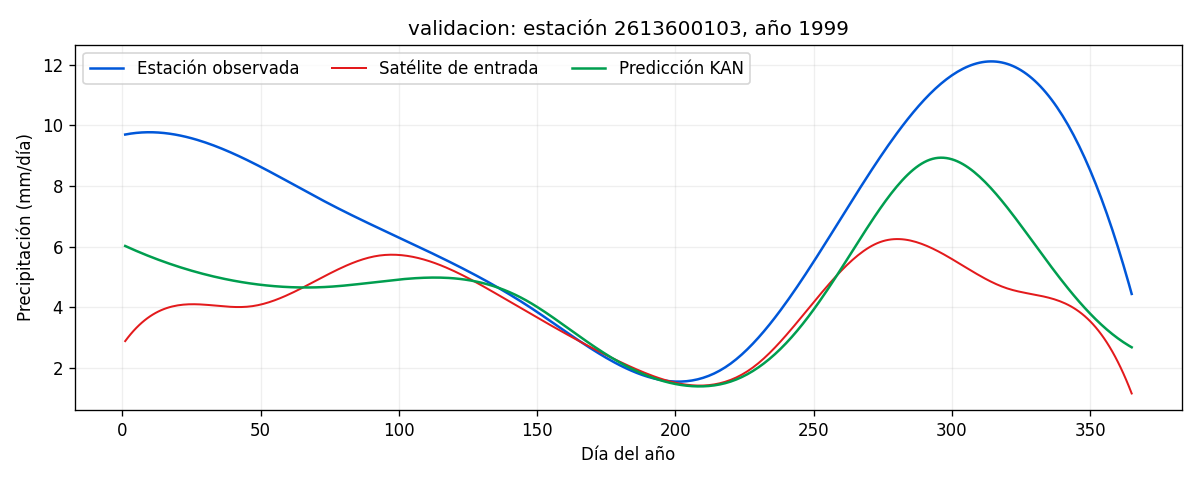 validacion: estación 2613600103, año 1999
Estación observada Satélite de entrada Predicción KAN
Precipitación (mm/día)
12
10
8
6
4
2
0 50 100 150 200 250 300 350
Día del año